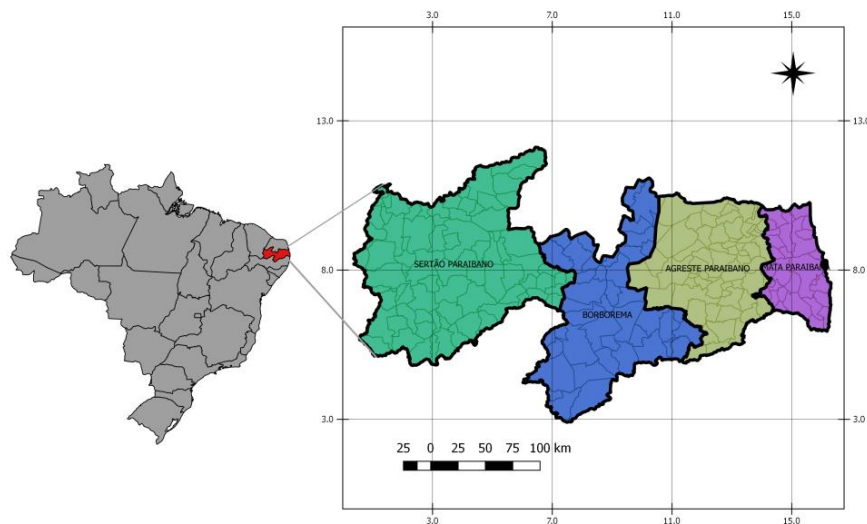 3.0 7.0 11.0 15.0
13.0 13.0
SERTÃO PARAIBANO
AGRESTE PARAIBANO
MATA PARAIBANA
8.0 8.0
BORBOREMA
3.0 3.0
25 0 25 50 75 100 km
3.0 7.0 11.0 15.0